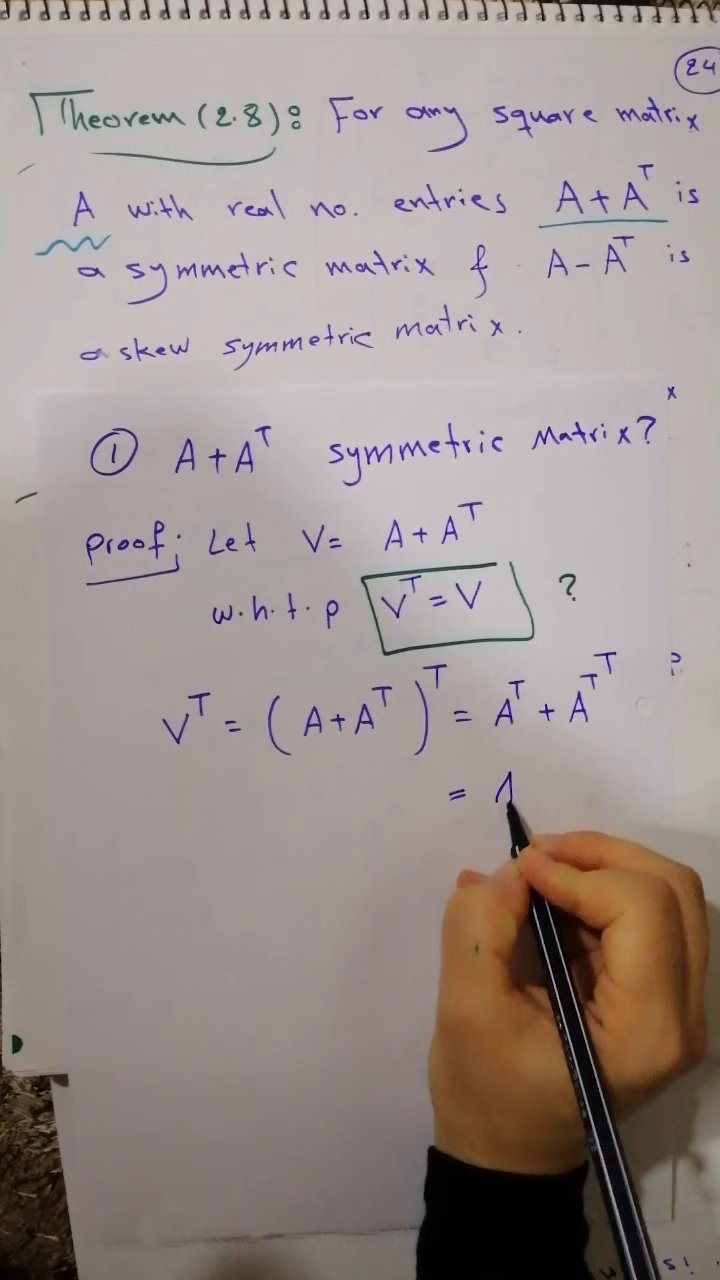 24
Theorem (2.8): For any square matrix
A with real no. entries A + A^T is
a symmetric matrix & A - A^T is
a skew symmetric matrix.
x
① A + A^T symmetric Matrix?
Proof: Let V = A + A^T
w.h.t.p V^T = V ?
?
V^T = (A + A^T)^T = A^T + A^T^T
= A
s!